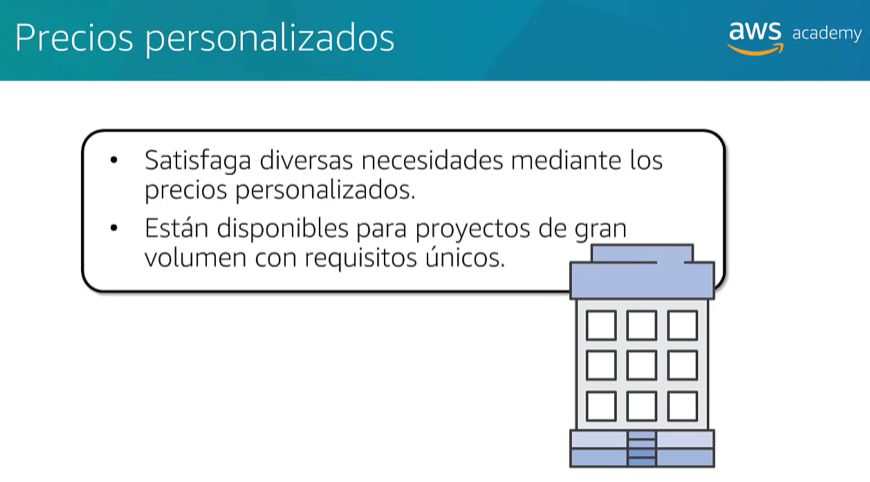 Precios personalizados
aws academy
• Satisfaga diversas necesidades mediante los
precios personalizados.
• Están disponibles para proyectos de gran
volumen con requisitos únicos.